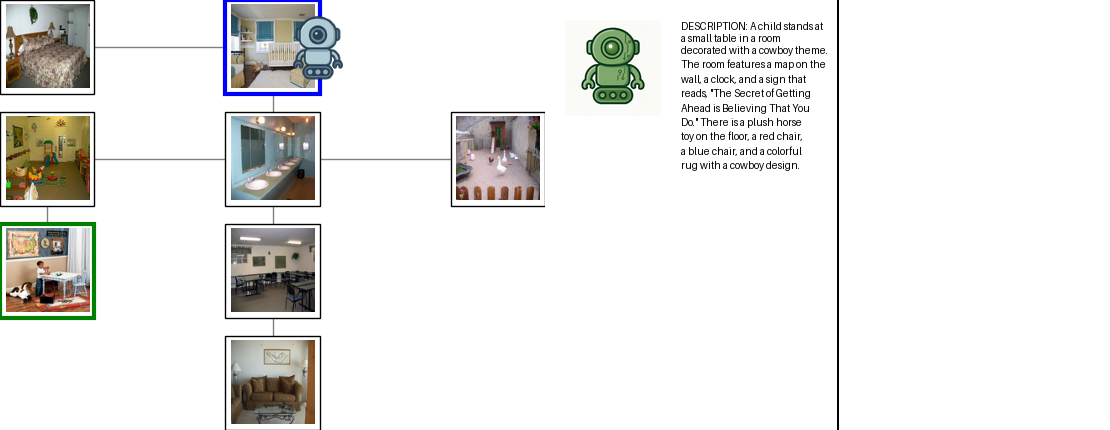 DESCRIPTION: A child stands at
a small table in a room
decorated with a cowboy theme.
The room features a map on the
wall, a clock, and a sign that
reads, "The Secret of Getting
Ahead is Believing That You
Do." There is a plush horse
toy on the floor, a red chair,
a blue chair, and a colorful
rug with a cowboy design.